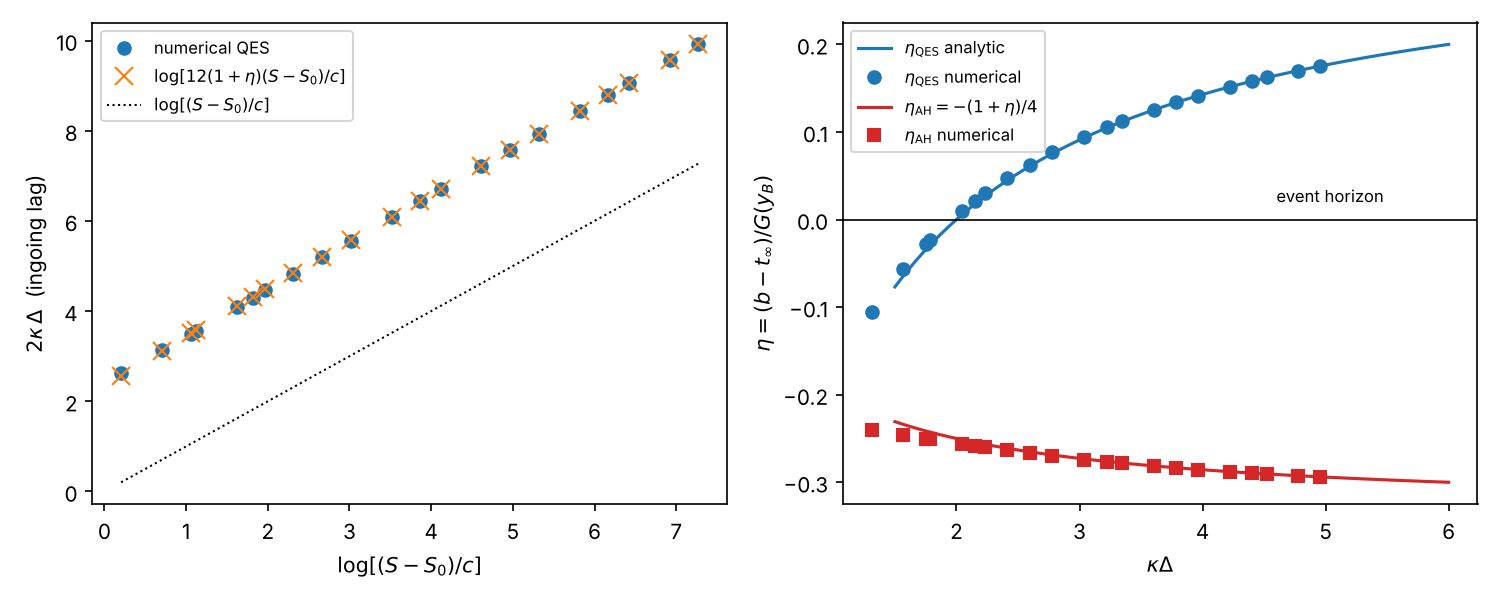 numerical QES
log[12(1 + η)(S − S₀)/c]
log[(S − S₀)/c]
10
8
6
4
2
0
2κ Δ (ingoing lag)
0 1 2 3 4 5 6 7
log[(S − S₀)/c]
η_QES analytic
η_QES numerical
η_AH = −(1 + η)/4
η_AH numerical
event horizon
0.2
0.1
0.0
−0.1
−0.2
−0.3
η = (b − t_∞)/G(y_B)
2 3 4 5 6
κΔ